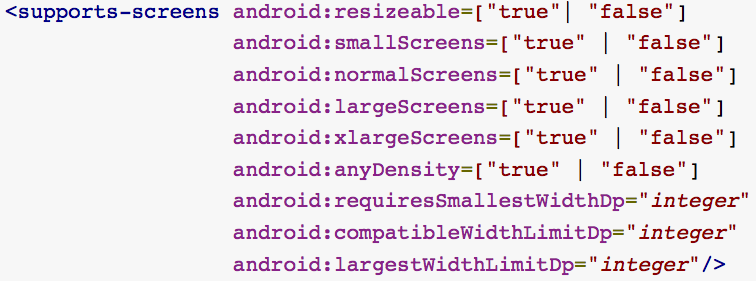 <supports-screens android:resizeable=["true"| "false"]
android:smallScreens=["true" | "false"]
android:normalScreens=["true" | "false"]
android:largeScreens=["true" | "false"]
android:xlargeScreens=["true" | "false"]
android:anyDensity=["true" | "false"]
android:requiresSmallestWidthDp="integer"
android:compatibleWidthLimitDp="integer"
android:largestWidthLimitDp="integer"/>